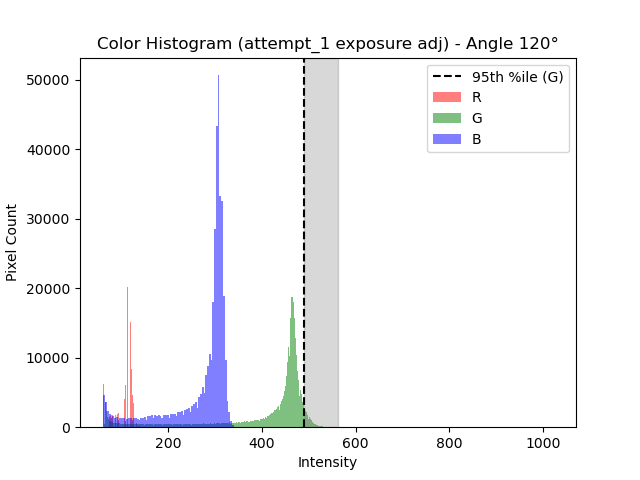 Color Histogram (attempt_1 exposure adj) - Angle 120°
50000
40000
30000
20000
10000
0
Pixel Count
95th %ile (G)
R
G
B
200 400 600 800 1000
Intensity